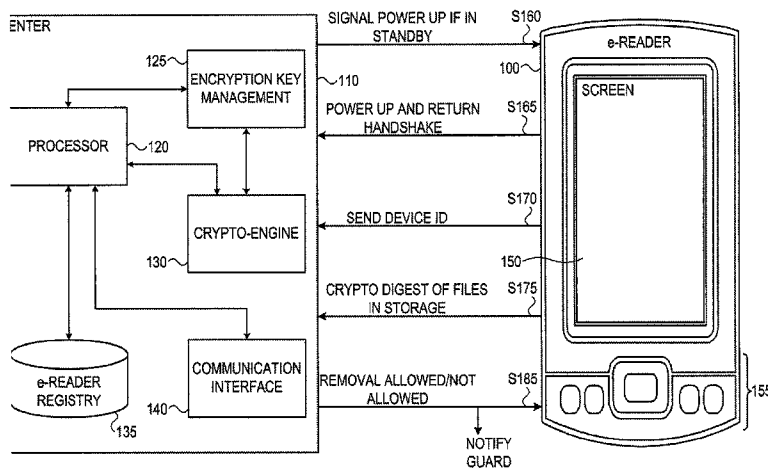 ENTER
125
ENCRYPTION KEY
MANAGEMENT
110
PROCESSOR
120
CRYPTO-ENGINE
130
e-READER
REGISTRY
135
COMMUNICATION
INTERFACE
140
SIGNAL POWER UP IF IN
STANDBY
S160
POWER UP AND RETURN
HANDSHAKE
S165
SEND DEVICE ID
S170
CRYPTO DIGEST OF FILES
IN STORAGE
S175
REMOVAL ALLOWED/NOT
ALLOWED
S185
NOTIFY
GUARD
e-READER
100
SCREEN
150
155